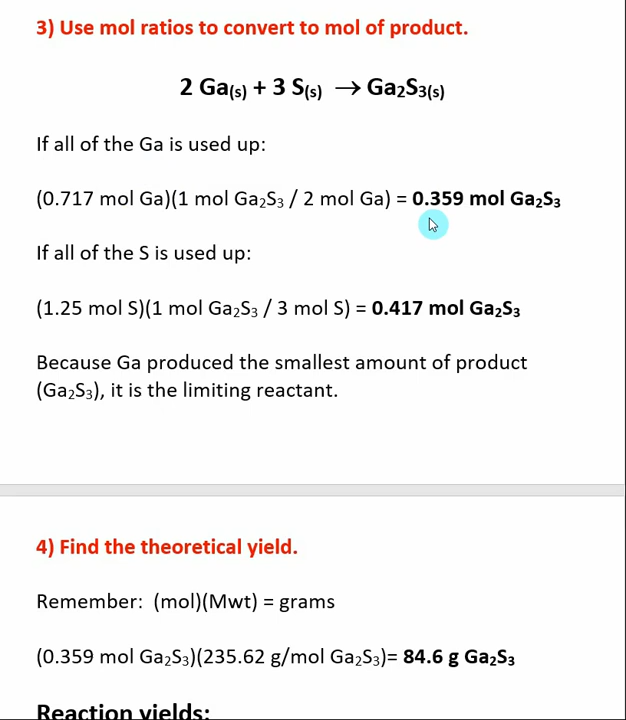 3) Use mol ratios to convert to mol of product.
2 Ga(s) + 3 S(s) → Ga₂S₃(s)
If all of the Ga is used up:
(0.717 mol Ga)(1 mol Ga₂S₃ / 2 mol Ga) = 0.359 mol Ga₂S₃
If all of the S is used up:
(1.25 mol S)(1 mol Ga₂S₃ / 3 mol S) = 0.417 mol Ga₂S₃
Because Ga produced the smallest amount of product
(Ga₂S₃), it is the limiting reactant.
4) Find the theoretical yield.
Remember: (mol)(Mwt) = grams
(0.359 mol Ga₂S₃)(235.62 g/mol Ga₂S₃)= 84.6 g Ga₂S₃
Reaction yields: